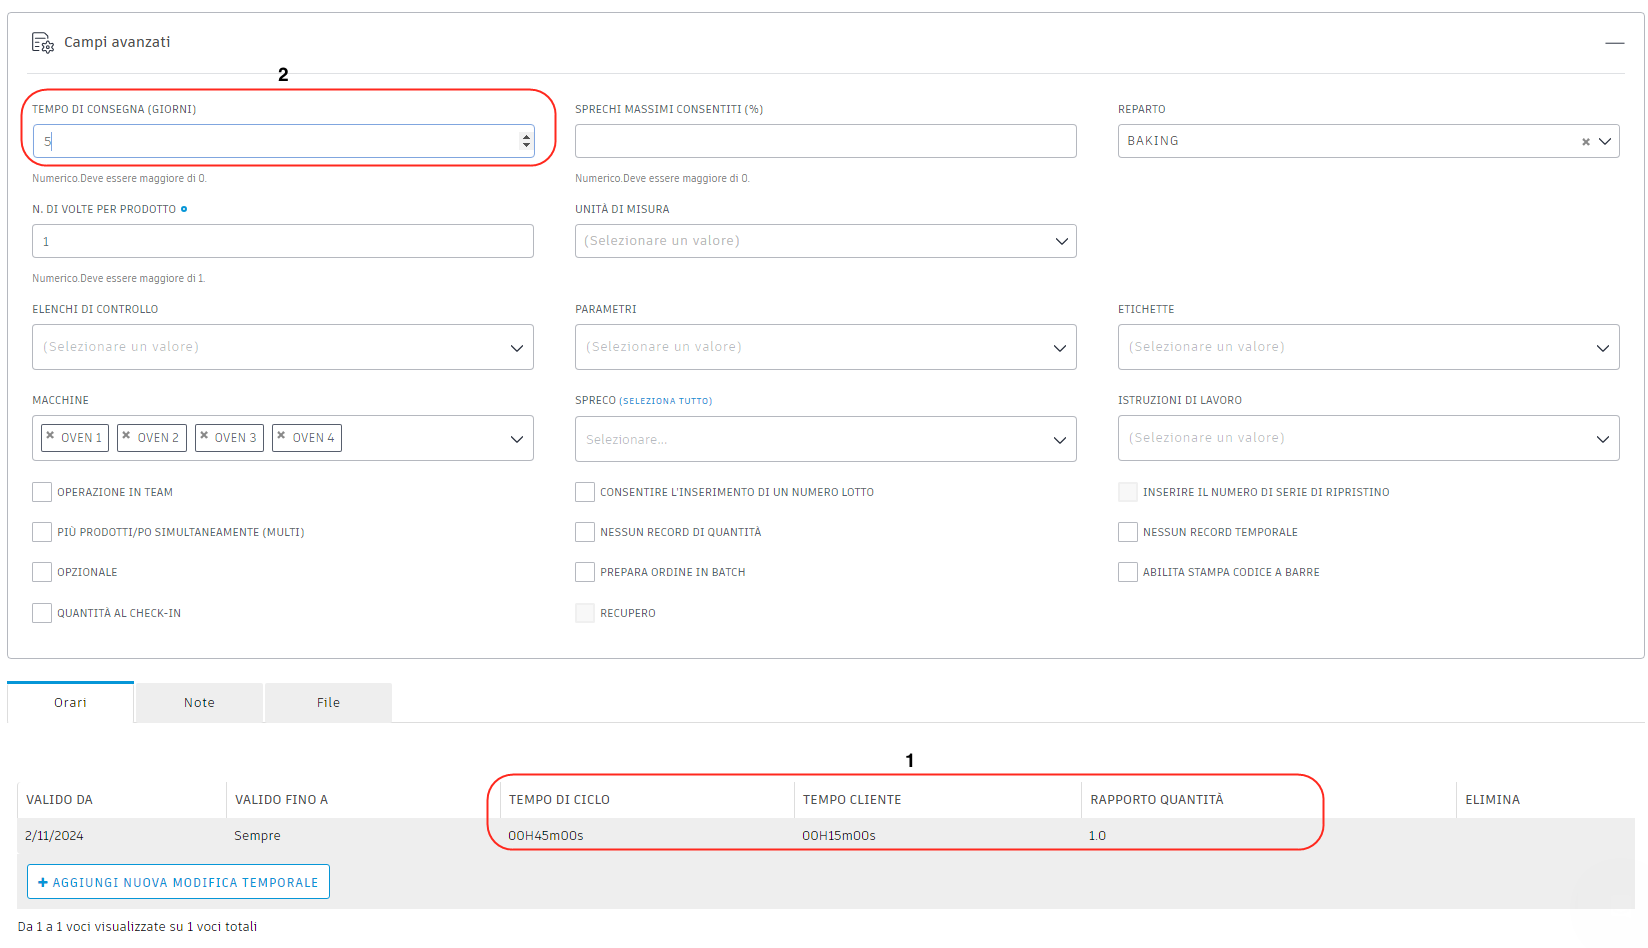 Campi avanzati
2
TEMPO DI CONSEGNA (GIORNI)
SPRECHI MASSIMI CONSENTITI (%)
REPARTO
5
BAKING
Numerico.Deve essere maggiore di 0.
Numerico.Deve essere maggiore di 0.
N. DI VOLTE PER PRODOTTO
UNITÀ DI MISURA
1
(Selezionare un valore)
Numerico.Deve essere maggiore di 1.
ELENCHI DI CONTROLLO
PARAMETRI
ETICHETTE
(Selezionare un valore)
(Selezionare un valore)
(Selezionare un valore)
MACCHINE
SPRECO (SELEZIONA TUTTO)
ISTRUZIONI DI LAVORO
× OVEN 1 × OVEN 2 × OVEN 3 × OVEN 4
Selezionare...
(Selezionare un valore)
OPERAZIONE IN TEAM
CONSENTIRE L'INSERIMENTO DI UN NUMERO LOTTO
INSERIRE IL NUMERO DI SERIE DI RIPRISTINO
PIÙ PRODOTTI/PO SIMULTANEAMENTE (MULTI)
NESSUN RECORD DI QUANTITÀ
NESSUN RECORD TEMPORALE
OPZIONALE
PREPARA ORDINE IN BATCH
ABILITA STAMPA CODICE A BARRE
QUANTITÀ AL CHECK-IN
RECUPERO
Orari
Note
File
1
VALIDO DA
VALIDO FINO A
TEMPO DI CICLO
TEMPO CLIENTE
RAPPORTO QUANTITÀ
ELIMINA
2/11/2024
Sempre
00H45m00s
00H15m00s
1.0
+ AGGIUNGI NUOVA MODIFICA TEMPORALE
Da 1 a 1 voci visualizzate su 1 voci totali